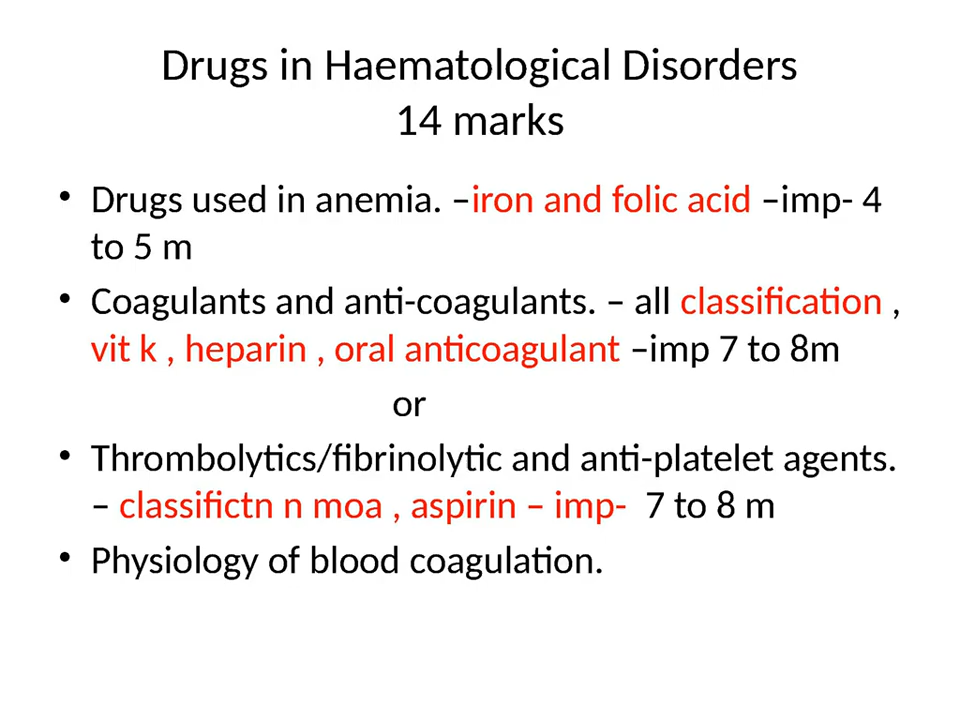 Drugs in Haematological Disorders
14 marks
• Drugs used in anemia. –iron and folic acid –imp- 4
to 5 m
• Coagulants and anti-coagulants. – all classification ,
vit k , heparin , oral anticoagulant –imp 7 to 8m
or
• Thrombolytics/fibrinolytic and anti-platelet agents.
– classifictn n moa , aspirin – imp- 7 to 8 m
• Physiology of blood coagulation.